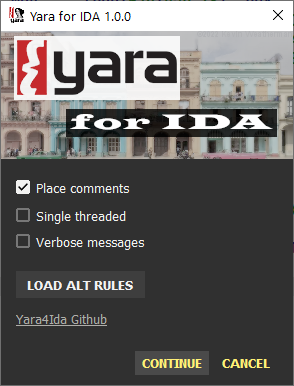 yara
Yara for IDA 1.0.0
yara
for IDA
Place comments
Single threaded
Verbose messages
LOAD ALT RULES
Yara4Ida Github
CONTINUE
CANCEL